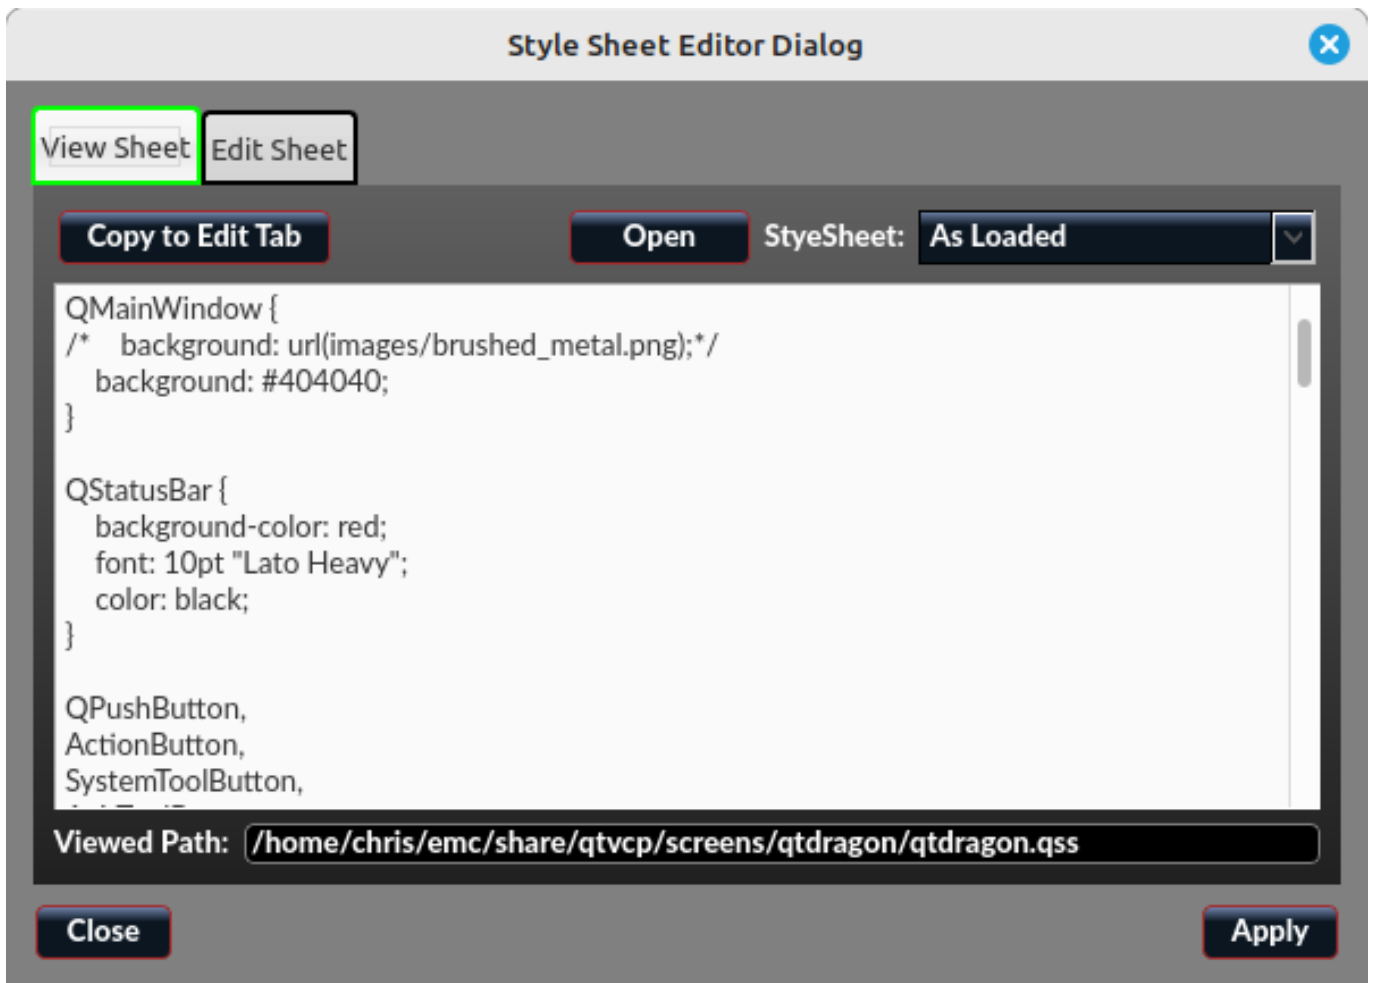 Style Sheet Editor Dialog
View Sheet Edit Sheet
Copy to Edit Tab Open StyeSheet: As Loaded
QMainWindow {
/*    background: url(images/brushed_metal.png);*/
    background: #404040;
}
QStatusBar {
    background-color: red;
    font: 10pt "Lato Heavy";
    color: black;
}
QPushButton,
ActionButton,
SystemToolButton,
Viewed Path: /home/chris/emc/share/qtvcp/screens/qtdragon/qtdragon.qss
Close Apply